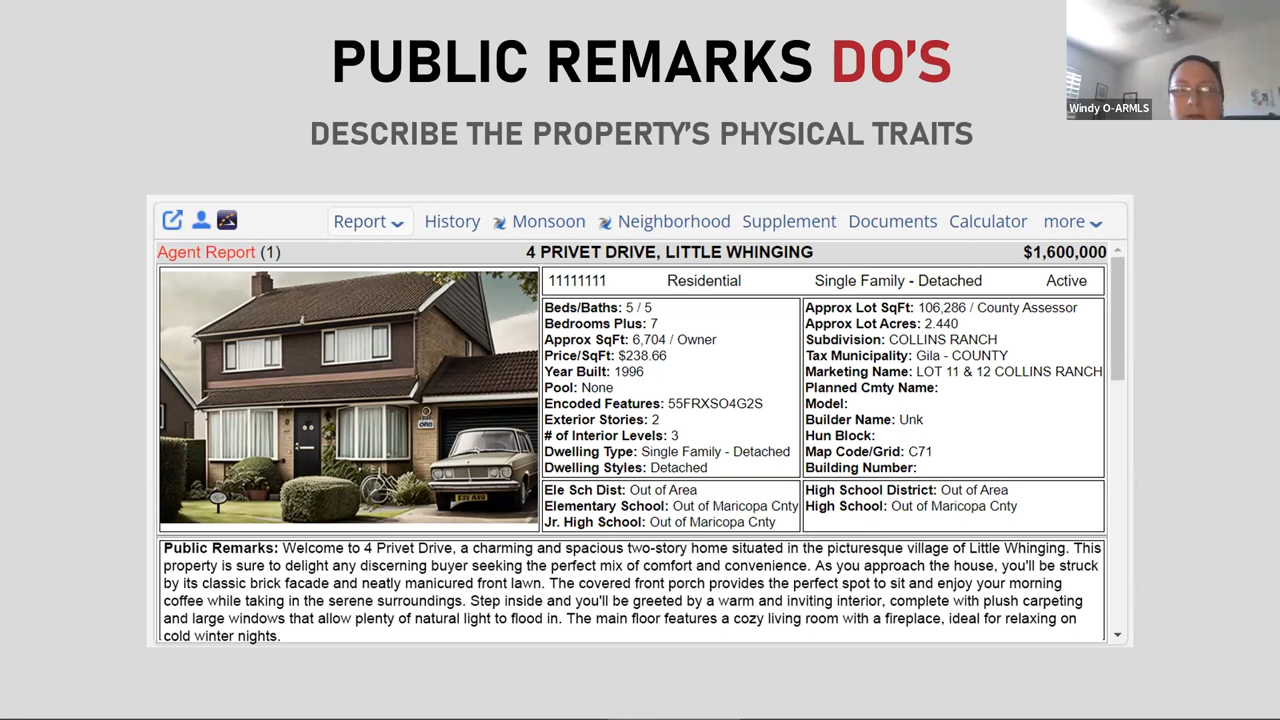 PUBLIC REMARKS DO'S
Windy O-ARMLS
DESCRIBE THE PROPERTY'S PHYSICAL TRAITS
Report History Monsoon Neighborhood Supplement Documents Calculator more
Agent Report (1) 4 PRIVET DRIVE, LITTLE WHINGING $1,600,000
11111111 Residential Single Family - Detached Active
Beds/Baths: 5 / 5
Bedrooms Plus: 7
Approx SqFt: 6,704 / Owner
Price/SqFt: $238.66
Year Built: 1996
Pool: None
Encoded Features: 55FRXSO4G2S
Exterior Stories: 2
# of Interior Levels: 3
Dwelling Type: Single Family - Detached
Dwelling Styles: Detached
Approx Lot SqFt: 106,286 / County Assessor
Approx Lot Acres: 2.440
Subdivision: COLLINS RANCH
Tax Municipality: Gila - COUNTY
Marketing Name: LOT 11 & 12 COLLINS RANCH
Planned Cmty Name:
Model:
Builder Name: Unk
Hun Block:
Map Code/Grid: C71
Building Number:
Ele Sch Dist: Out of Area
Elementary School: Out of Maricopa Cnty
Jr. High School: Out of Maricopa Cnty
High School District: Out of Area
High School: Out of Maricopa Cnty
Public Remarks: Welcome to 4 Privet Drive, a charming and spacious two-story home situated in the picturesque village of Little Whinging. This
property is sure to delight any discerning buyer seeking the perfect mix of comfort and convenience. As you approach the house, you'll be struck
by its classic brick facade and neatly manicured front lawn. The covered front porch provides the perfect spot to sit and enjoy your morning
coffee while taking in the serene surroundings. Step inside and you'll be greeted by a warm and inviting interior, complete with plush carpeting
and large windows that allow plenty of natural light to flood in. The main floor features a cozy living room with a fireplace, ideal for relaxing on
cold winter nights.